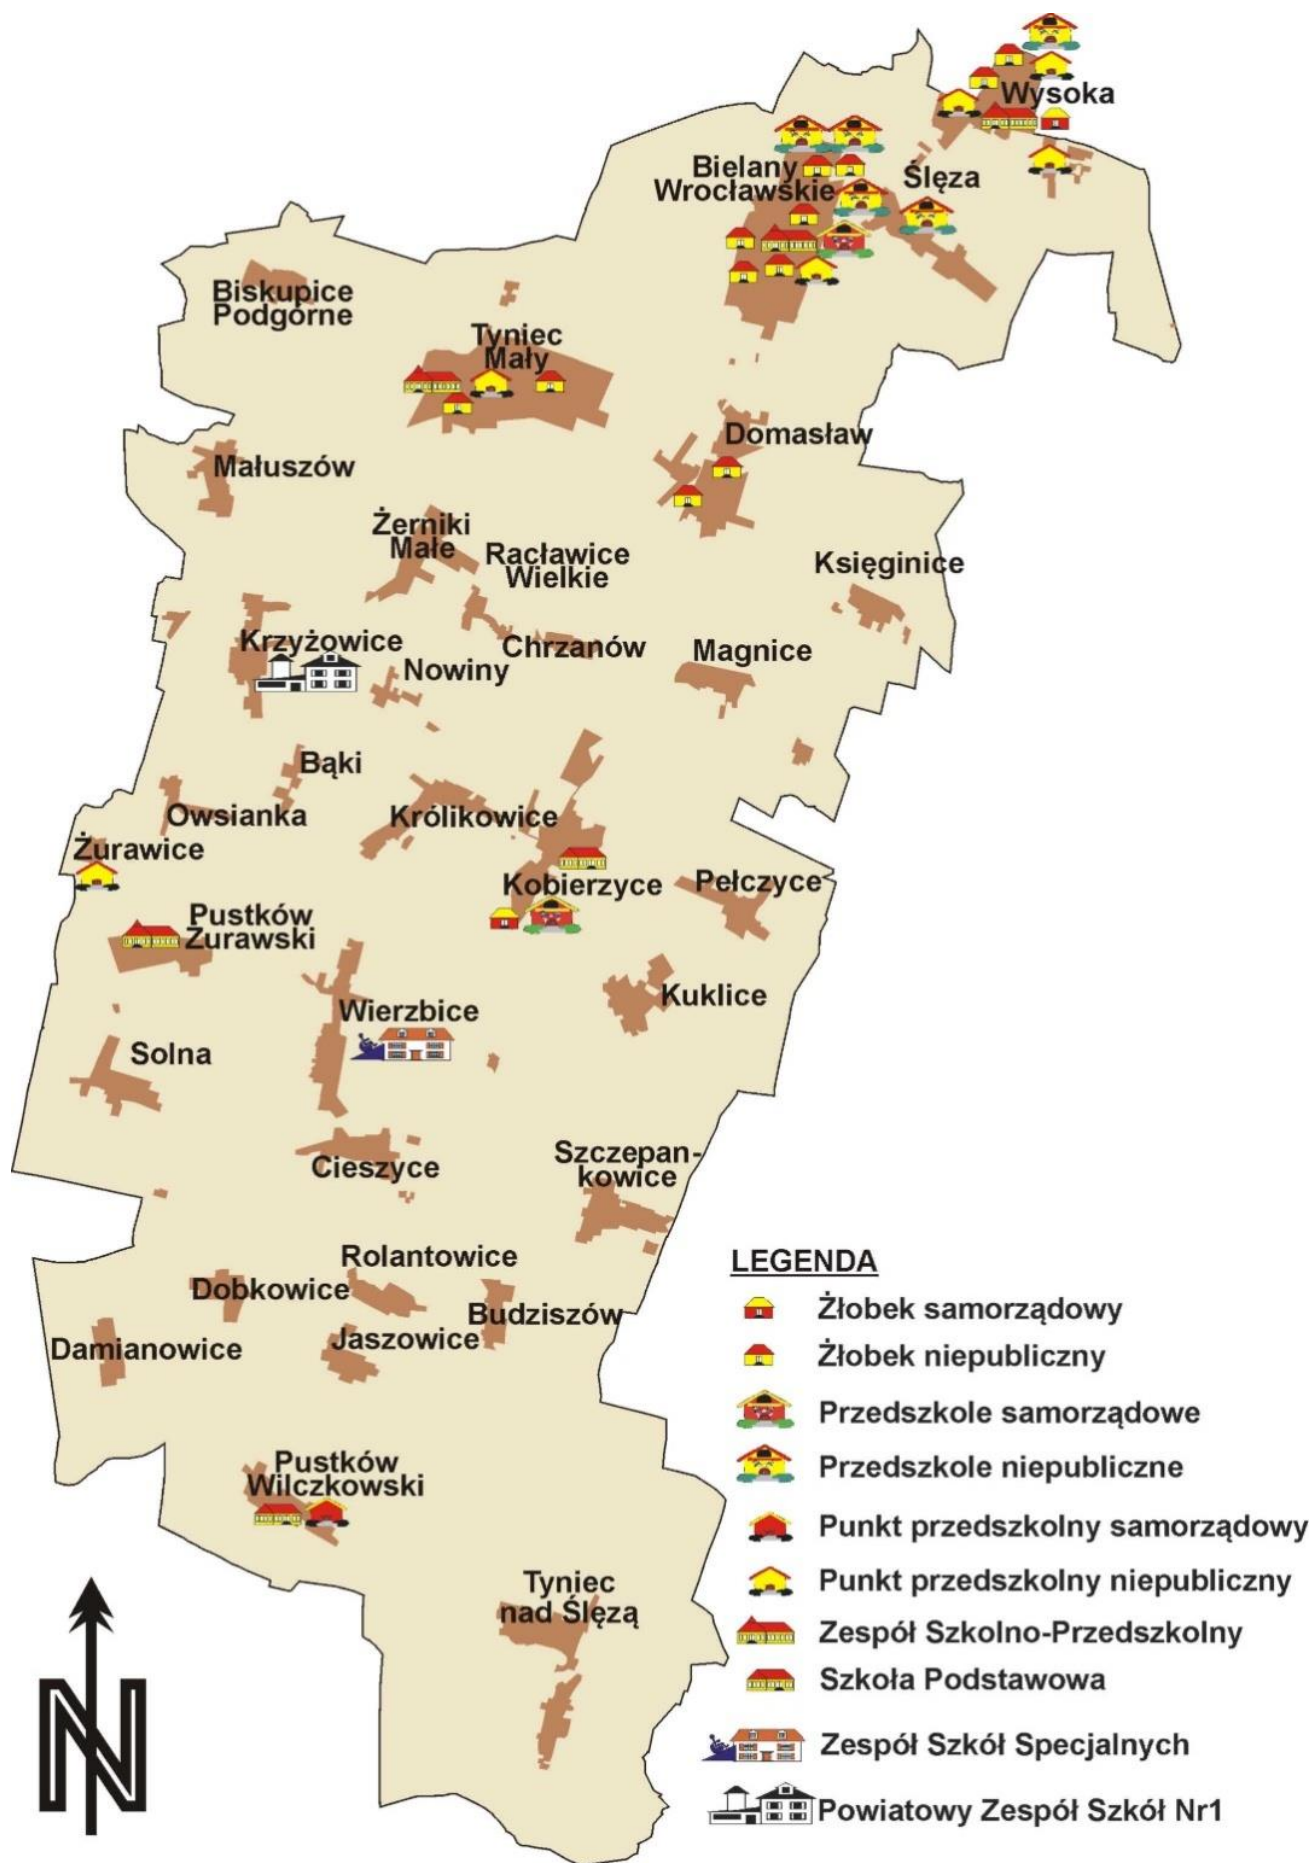 Wysoka
Bielany
Wrocławskie
Ślęza
Biskupice
Podgórne
Tyniec
Mały
Domasław
Małuszów
Żerniki
Małe
Racławice
Wielkie
Księginice
Krzyżowice
Chrzanów
Magnice
Nowiny
Bąki
Owsianka
Królikowice
Żurawice
Kobierzyce
Pełczyce
Pustków
Żurawski
Kuklice
Wierzbice
Solna
Cieszyce
Szczepan-
kowice
Rolantowice
Dobkowice
Budziszów
Damianowice
Jaszowice
Pustków
Wilczkowski
Tyniec
nad Ślęzą
N
LEGENDA
Żłobek samorządowy
Żłobek niepubliczny
Przedszkole samorządowe
Przedszkole niepubliczne
Punkt przedszkolny samorządowy
Punkt przedszkolny niepubliczny
Zespół Szkolno-Przedszkolny
Szkoła Podstawowa
Zespół Szkół Specjalnych
Powiatowy Zespół Szkół Nr1